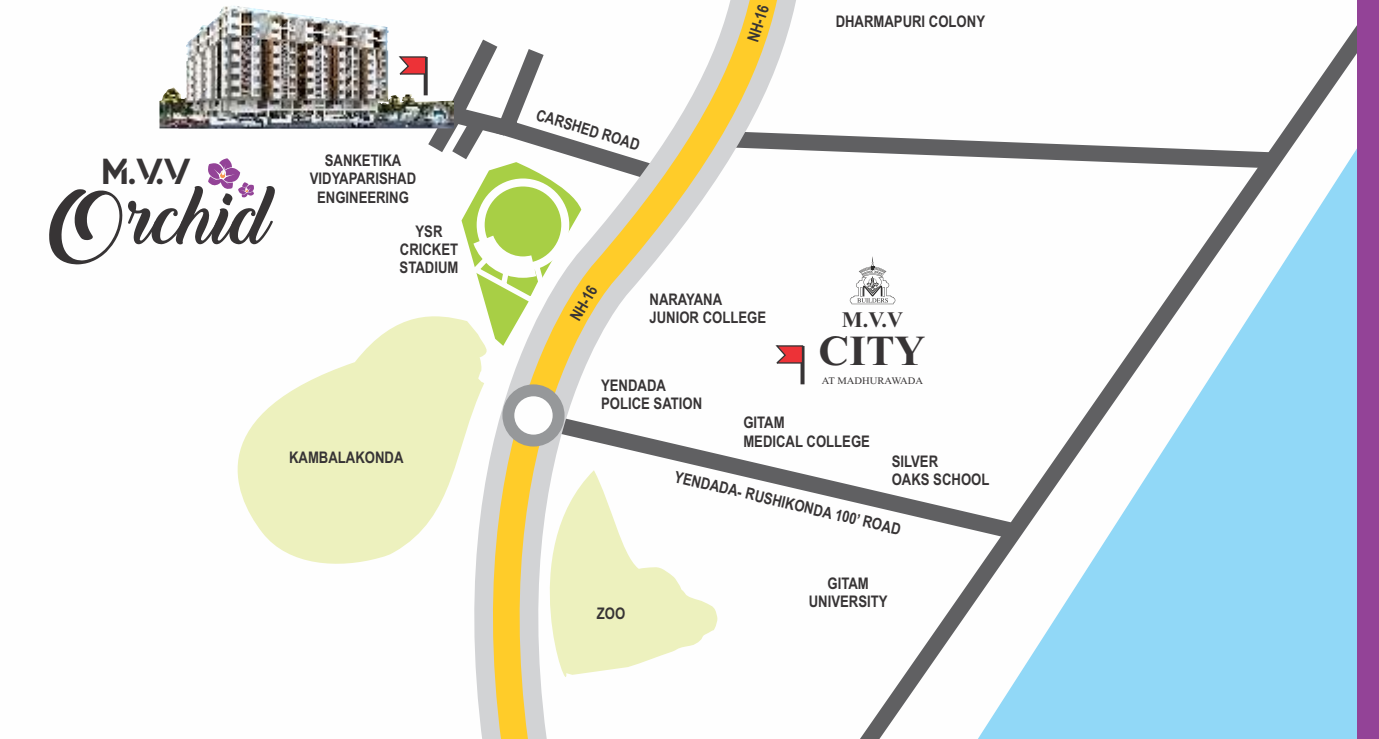 NH-16
DHARMAPURI COLONY
CARSHED ROAD
M.V.V
Orchid
SANKETIKA
VIDYAPARISHAD
ENGINEERING
YSR
CRICKET
STADIUM
NH-16
NARAYANA
JUNIOR COLLEGE
BUILDERS
M.V.V
CITY
AT MADHURAWADA
YENDADA
POLICE SATION
GITAM
MEDICAL COLLEGE
KAMBALAKONDA
SILVER
OAKS SCHOOL
YENDADA- RUSHIKONDA 100' ROAD
GITAM
UNIVERSITY
ZOO